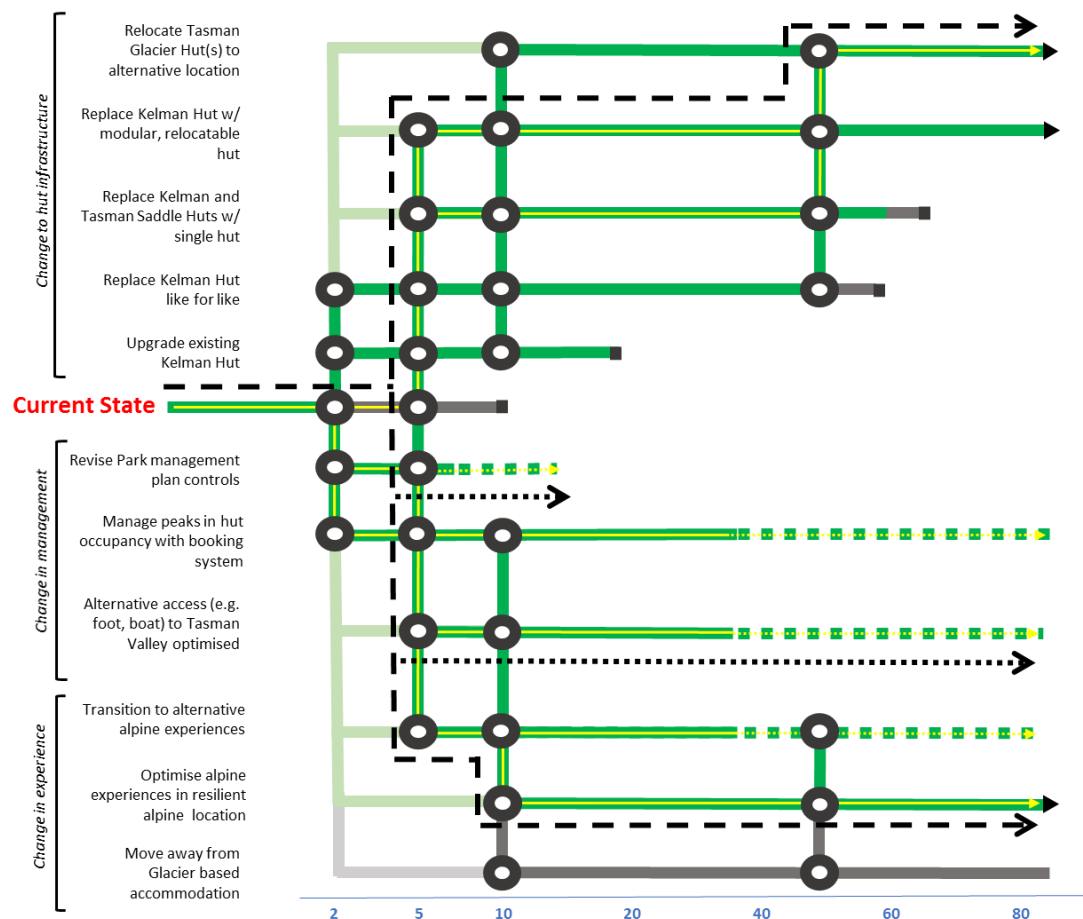 Change to hut infrastructure
Relocate Tasman
Glacier Hut(s) to
alternative location
Replace Kelman Hut w/
modular, relocatable
hut
Replace Kelman and
Tasman Saddle Huts w/
single hut
Replace Kelman Hut
like for like
Upgrade existing
Kelman Hut
Current State
Change in management
Revise Park management
plan controls
Manage peaks in hut
occupancy with booking
system
Alternative access (e.g.
foot, boat) to Tasman
Valley optimised
Change in experience
Transition to alternative
alpine experiences
Optimise alpine
experiences in resilient
alpine location
Move away from
Glacier based
accommodation
2 5 10 20 40 60 80